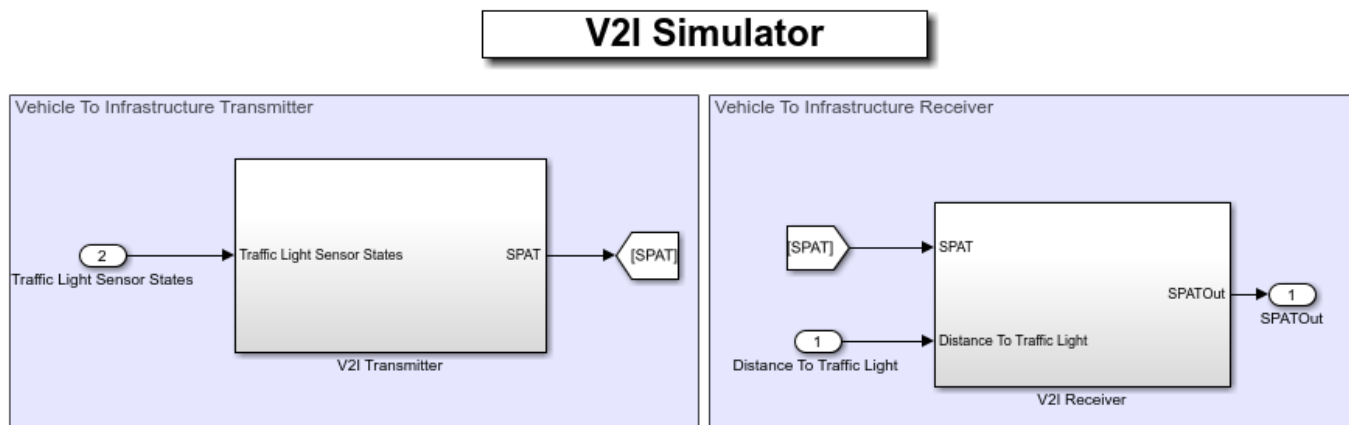 V2I Simulator
Vehicle To Infrastructure Transmitter
2
Traffic Light Sensor States
Traffic Light Sensor States
SPAT
[SPAT]
V2I Transmitter
Vehicle To Infrastructure Receiver
[SPAT]
SPAT
1
Distance To Traffic Light
Distance To Traffic Light
SPATOut
1
SPATOut
V2I Receiver